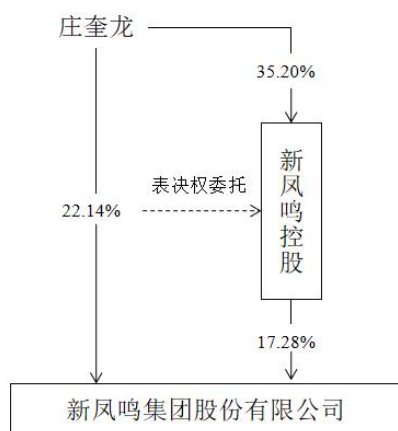 庄奎龙
35.20%
新凤鸣控股
表决权委托
22.14%
17.28%
新凤鸣集团股份有限公司